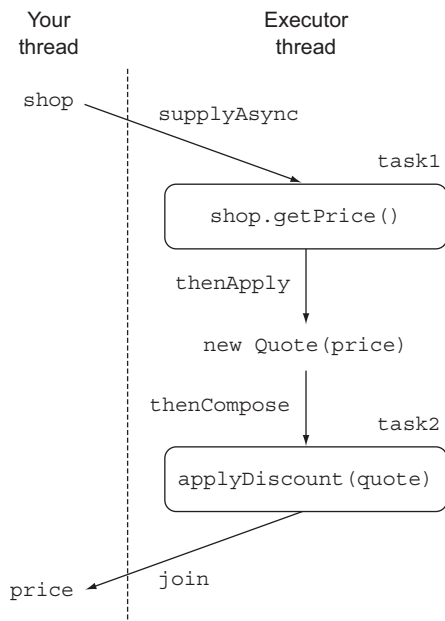 Your
thread
Executor
thread
shop
supplyAsync
task1
shop.getPrice()
thenApply
new Quote(price)
thenCompose
task2
applyDiscount(quote)
join
price